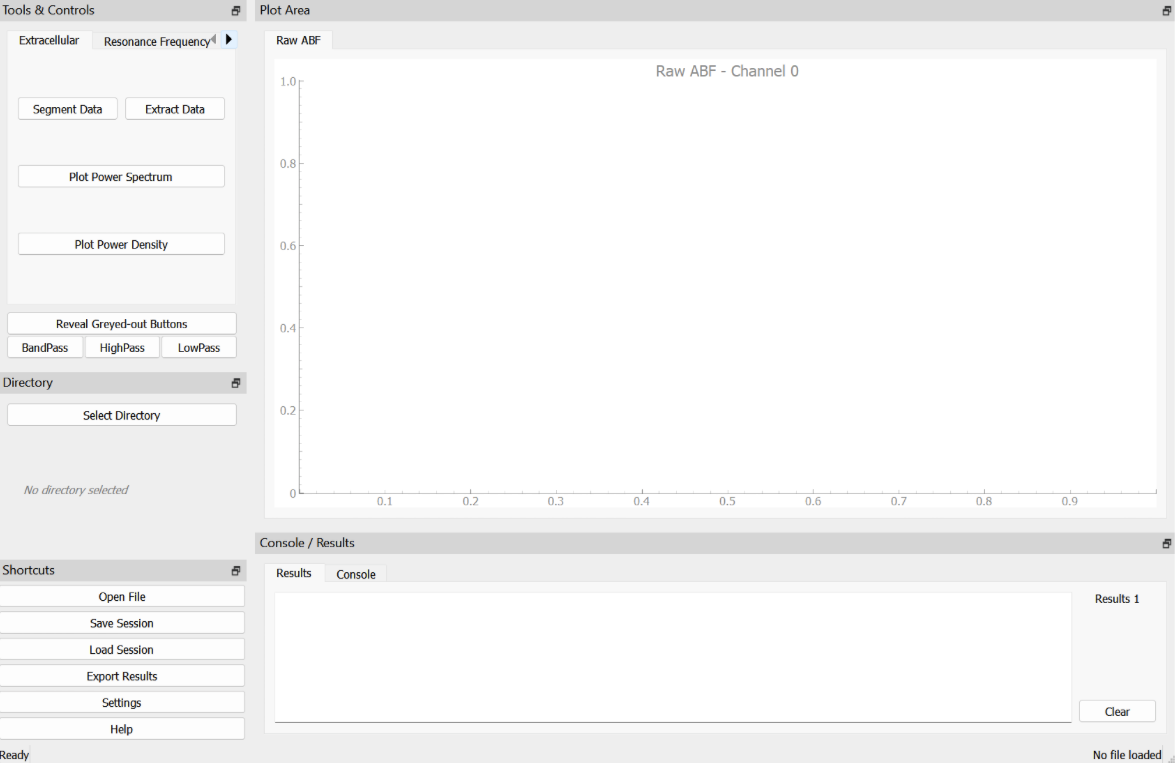 Tools & Controls
Extracellular
Resonance Frequency
Segment Data
Extract Data
Plot Power Spectrum
Plot Power Density
Reveal Greyed-out Buttons
BandPass
HighPass
LowPass
Directory
Select Directory
No directory selected
Shortcuts
Open File
Save Session
Load Session
Export Results
Settings
Help
Ready
Plot Area
Raw ABF
Raw ABF - Channel 0
1.0
0.8
0.6
0.4
0.2
0
0.1 0.2 0.3 0.4 0.5 0.6 0.7 0.8 0.9
Console / Results
Results
Console
Results 1
Clear
No file loaded